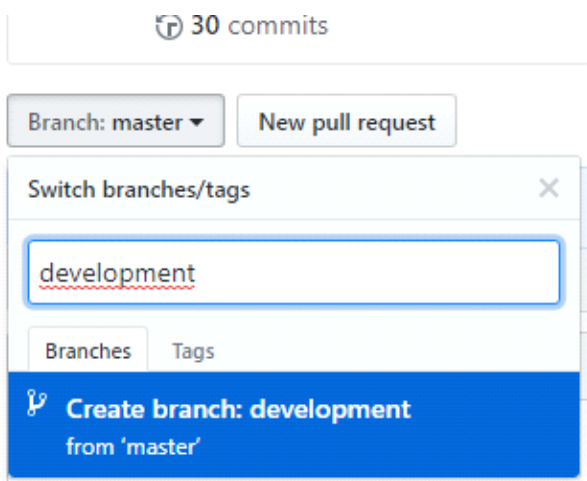 30 commits
Branch: master
New pull request
Switch branches/tags
development
Branches
Tags
Create branch: development
from ‘master’